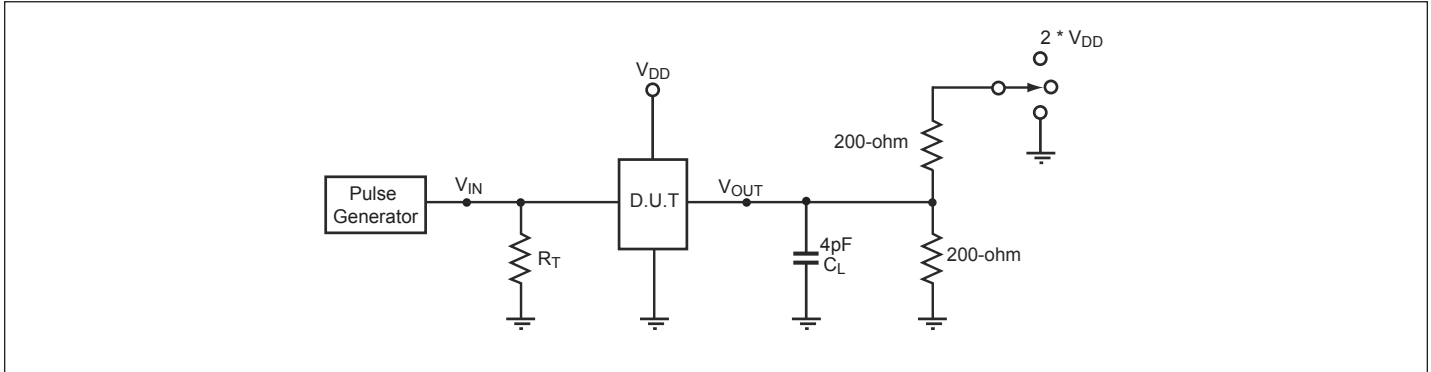 2 * VDD
VDD
200-ohm
Pulse
Generator
VIN
D.U.T
VOUT
RT
4pF
CL
200-ohm